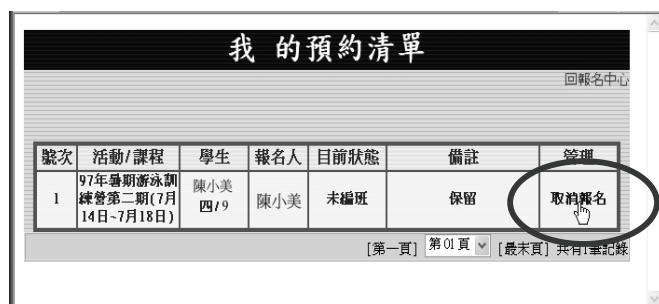 我 的預約清單
回報名中心
號次 活動/課程 學生 報名人 目前狀態 備註 管理
1 97年暑期游泳訓練營第二期(7月14日~7月18日) 陳小美 四/9 陳小美 未編班 保留 取消報名
[第一頁] 第01頁 [最末頁] 共有1筆記錄